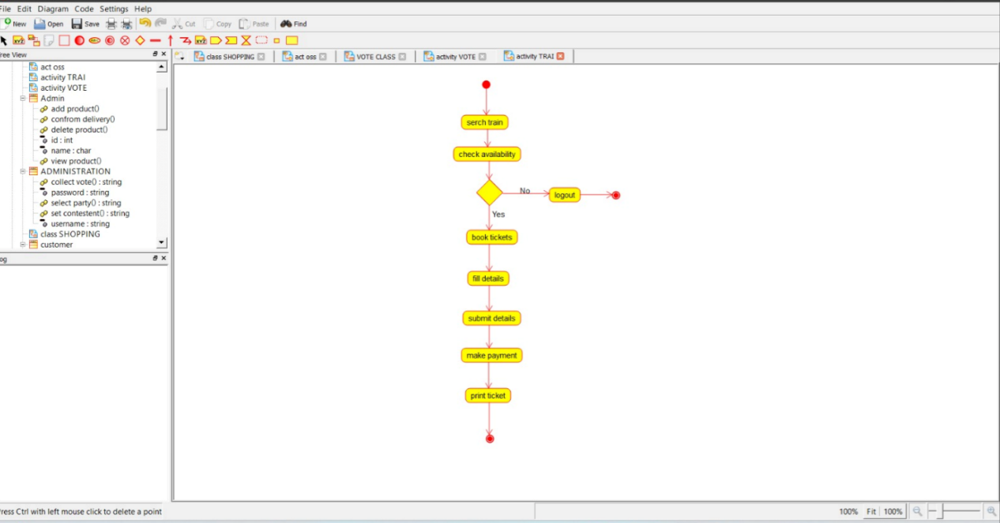 File Edit Diagram Code Settings Help
New Open Save Cut Copy Paste Find
Tree View
class SHOPPING act oss VOTE CLASS activity VOTE activity TRAI
act oss
activity TRAI
activity VOTE
Admin
add product()
confrom delivery()
delete product()
id : int
name : char
view product()
ADMINISTRATION
collect vote() : string
password : string
select party() : string
set contestent() : string
username : string
class SHOPPING
customer
og
serch train
check availability
No
logout
Yes
book tickets
fill details
submit details
make payment
print ticket
Press Ctrl with left mouse click to delete a point
100% Fit 100%